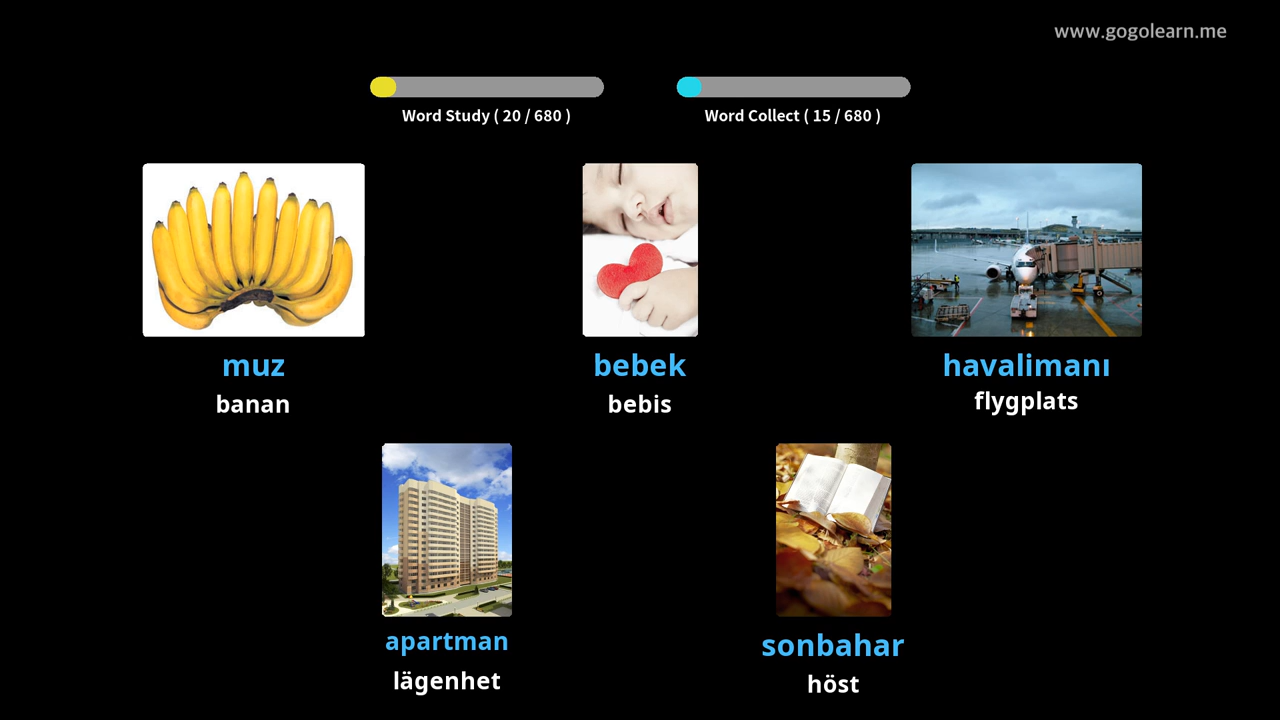 www.gogolearn.me
Word Study ( 20 / 680 )
Word Collect ( 15 / 680 )
muz
banan
bebek
bebis
havalimanı
flygplats
apartman
lägenhet
sonbahar
höst